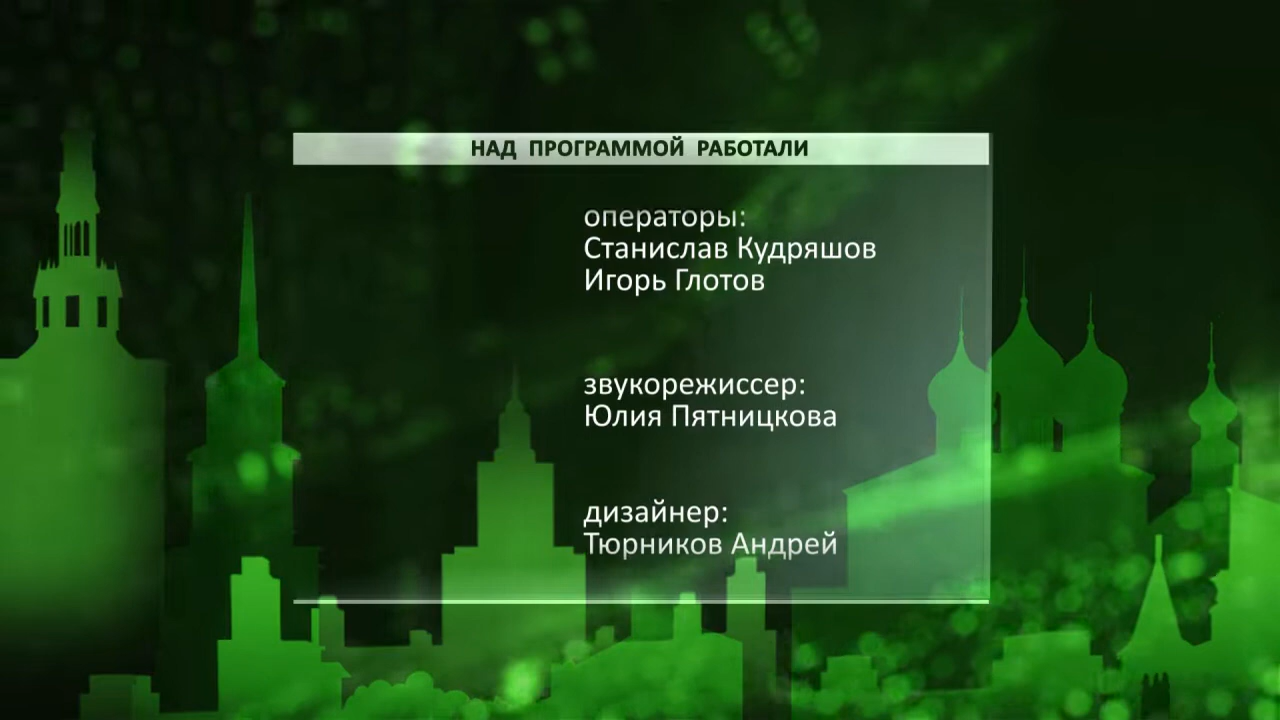 НАД ПРОГРАММОЙ РАБОТАЛИ
операторы:
Станислав Кудряшов
Игорь Глотов
звукорежиссер:
Юлия Пятницкова
дизайнер:
Тюрников Андрей